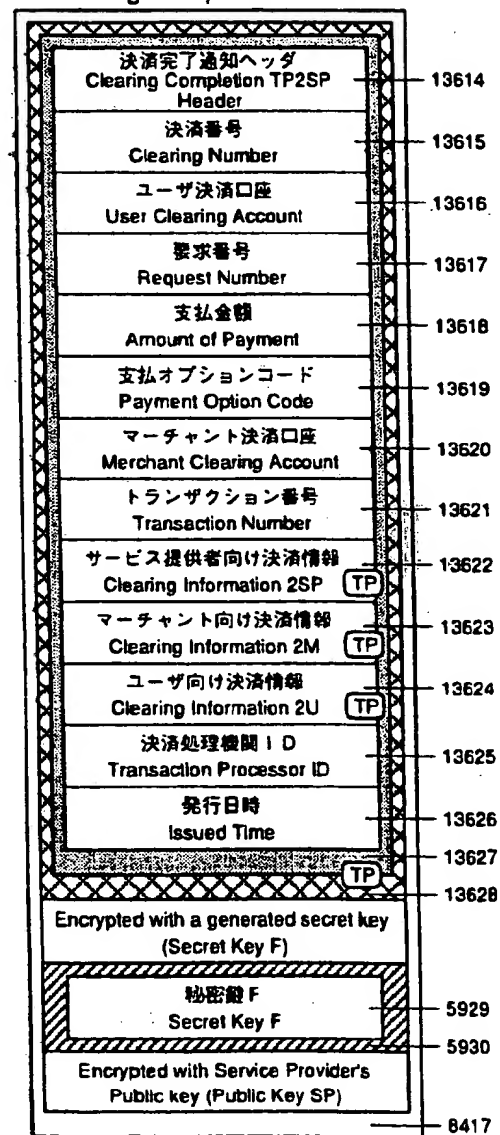 決済完了通知ヘッダ
Clearing Completion TP2SP
Header
13614
決済番号
Clearing Number
13615
ユーザ決済口座
User Clearing Account
13616
要求番号
Request Number
13617
支払金額
Amount of Payment
13618
支払オプションコード
Payment Option Code
13619
マーチャント決済口座
Merchant Clearing Account
13620
トランザクション番号
Transaction Number
13621
サービス提供者向け決済情報
Clearing Information 2SP
TP
13622
マーチャント向け決済情報
Clearing Information 2M
TP
13623
ユーザ向け決済情報
Clearing Information 2U
TP
13624
決済処理機関ID
Transaction Processor ID
13625
発行日時
Issued Time
13626
13627
TP
13628
Encrypted with a generated secret key
(Secret Key F)
秘密鍵F
Secret Key F
5929
5930
Encrypted with Service Provider's
Public key (Public Key SP)
8417